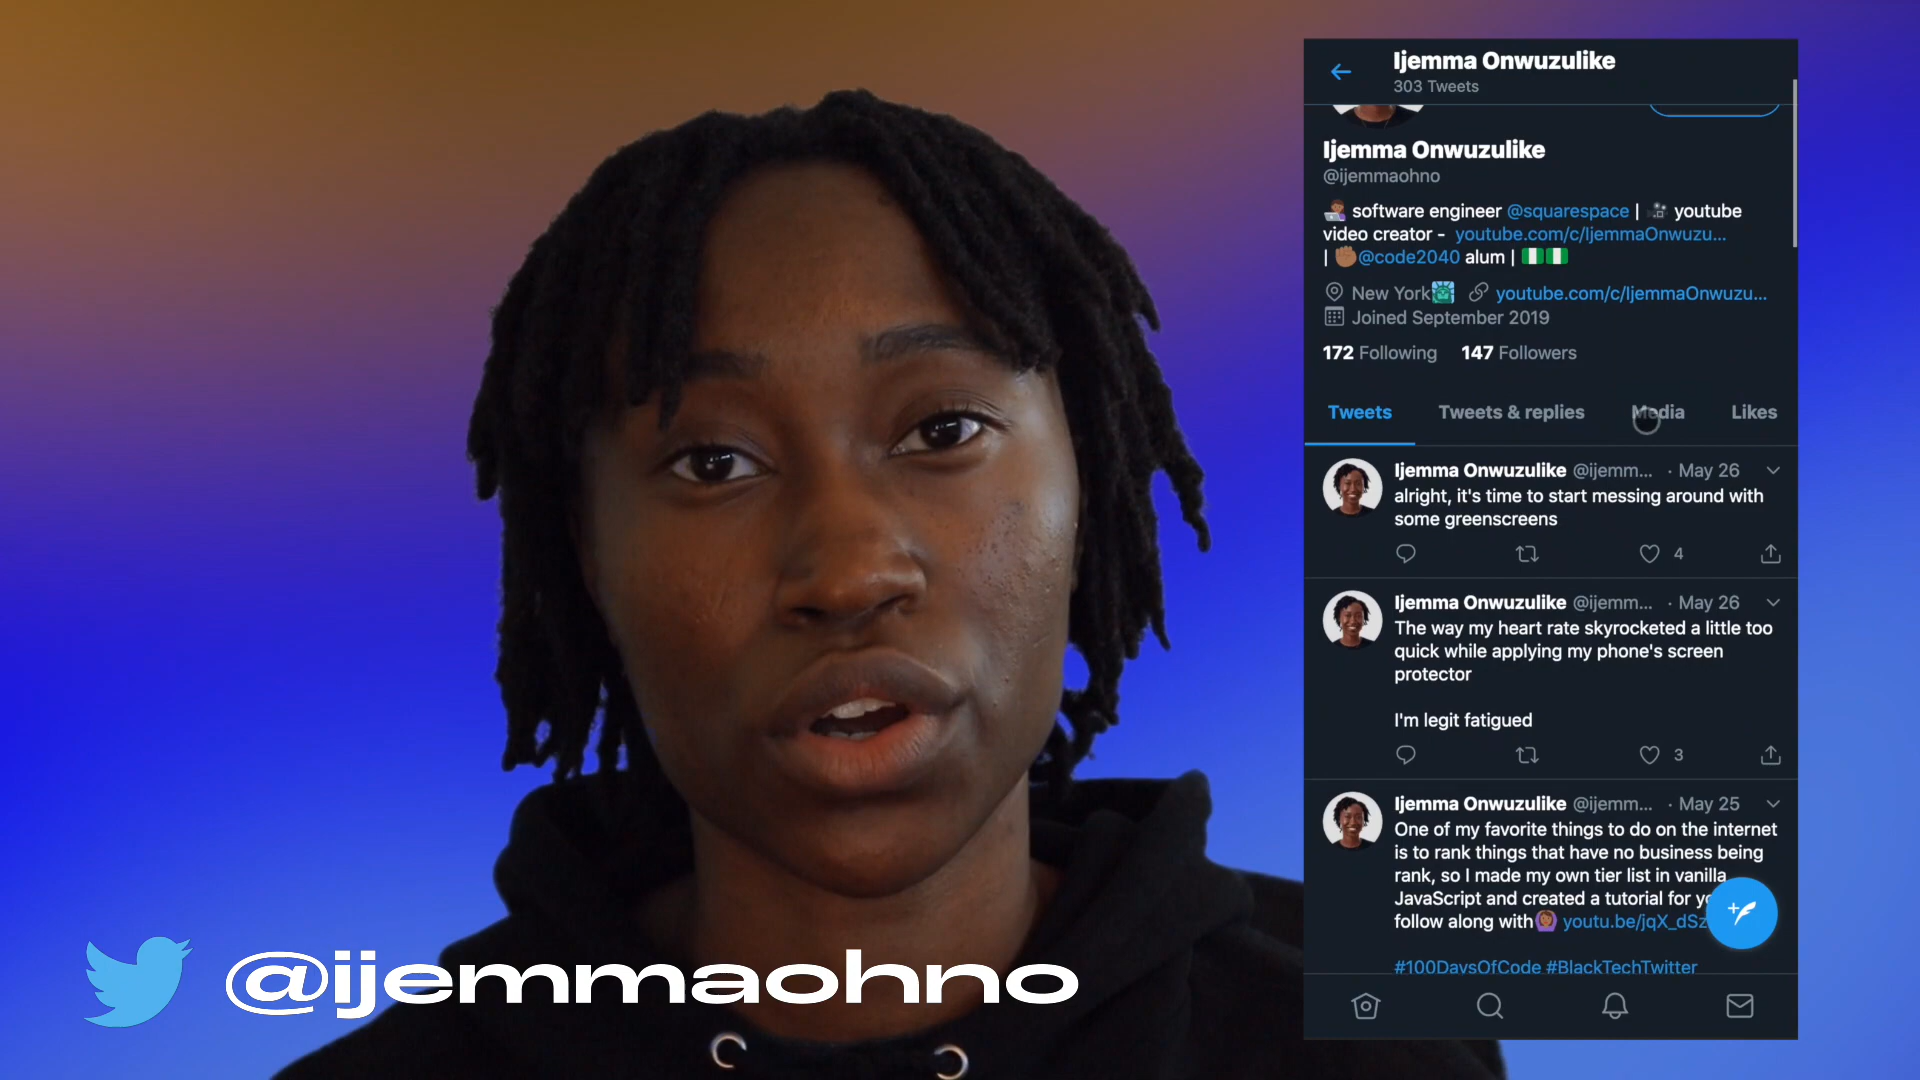 Ijemma Onwuzulike
303 Tweets
Ijemma Onwuzulike
@ijemmaohno
software engineer @squarespace | youtube
video creator - youtube.com/c/IjemmaOnwuzu...
| @code2040 alum |
New York youtube.com/c/IjemmaOnwuzu...
Joined September 2019
172 Following 147 Followers
Tweets Tweets & replies Media Likes
Ijemma Onwuzulike @ijemm... · May 26
alright, it's time to start messing around with
some greenscreens
4
Ijemma Onwuzulike @ijemm... · May 26
The way my heart rate skyrocketed a little too
quick while applying my phone's screen
protector
I'm legit fatigued
3
Ijemma Onwuzulike @ijemm... · May 25
One of my favorite things to do on the internet
is to rank things that have no business being
rank, so I made my own tier list in vanilla
JavaScript and created a tutorial for
follow along with youtu.be/jqX_dSz
#100DaysOfCode #BlackTechTwitter
@ijemmaohno